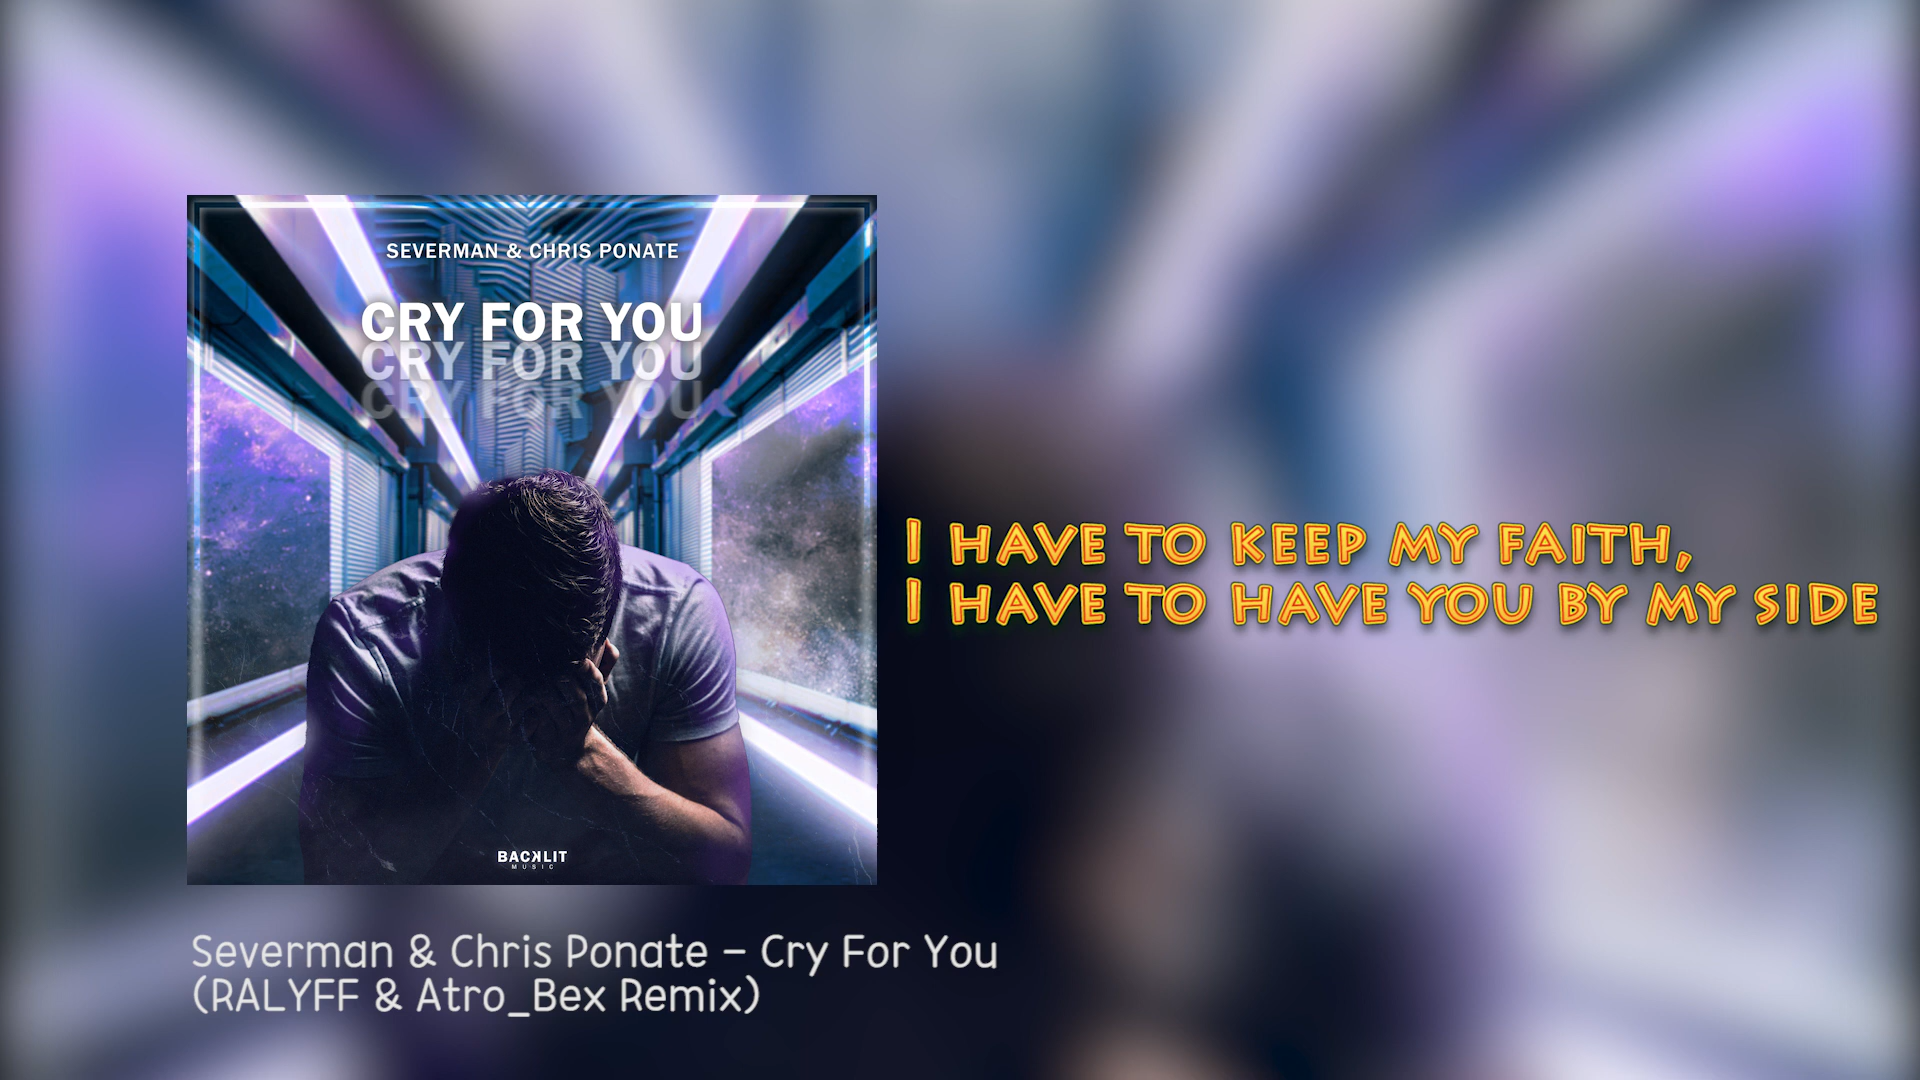 SEVERMAN & CHRIS PONATE
CRY FOR YOU
CRY FOR YOU
CRY FOR YOU
BACKLIT
MUSIC
I HAVE TO KEEP MY FAITH,
I HAVE TO HAVE YOU BY MY SIDE
Severman & Chris Ponate – Cry For You
(RALYFF & Atro_Bex Remix)